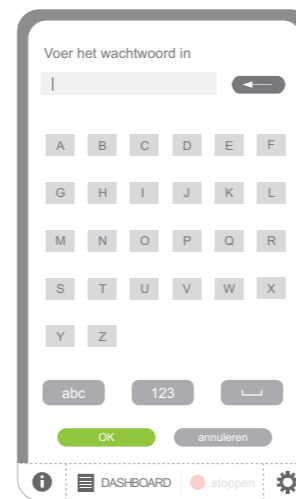 Voer het wachtwoord in
A B C D E F
G H I J K L
M N O P Q R
S T U V W X
Y Z
abc 123
OK annuleren
DASHBOARD stoppen